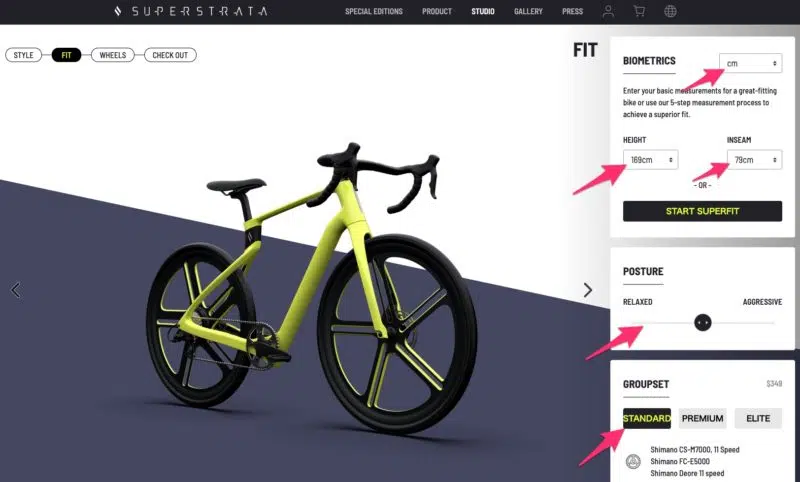 SUPERSTRATA
SPECIAL EDITIONS
PRODUCT
STUDIO
GALLERY
PRESS
STYLE
FIT
WHEELS
CHECK OUT
FIT
BIOMETRICS
cm
Enter your basic measurements for a great-fitting
bike or use our 5-step measurement process to
achieve a superior fit.
HEIGHT
INSEAM
169cm
79cm
- OR -
START SUPERFIT
POSTURE
RELAXED
AGGRESSIVE
GROUPSET
$349
STANDARD
PREMIUM
ELITE
Shimano CS-M7000, 11 Speed
Shimano FC-E5000
Shimano Deore 11 speed